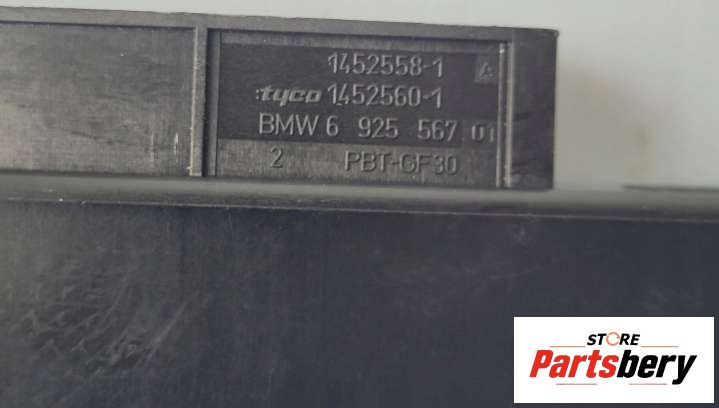 1452558-1 A
:tyco 1452560-1
BMW 6 925 567 01
2 PBT-GF30
STORE
Partsbery